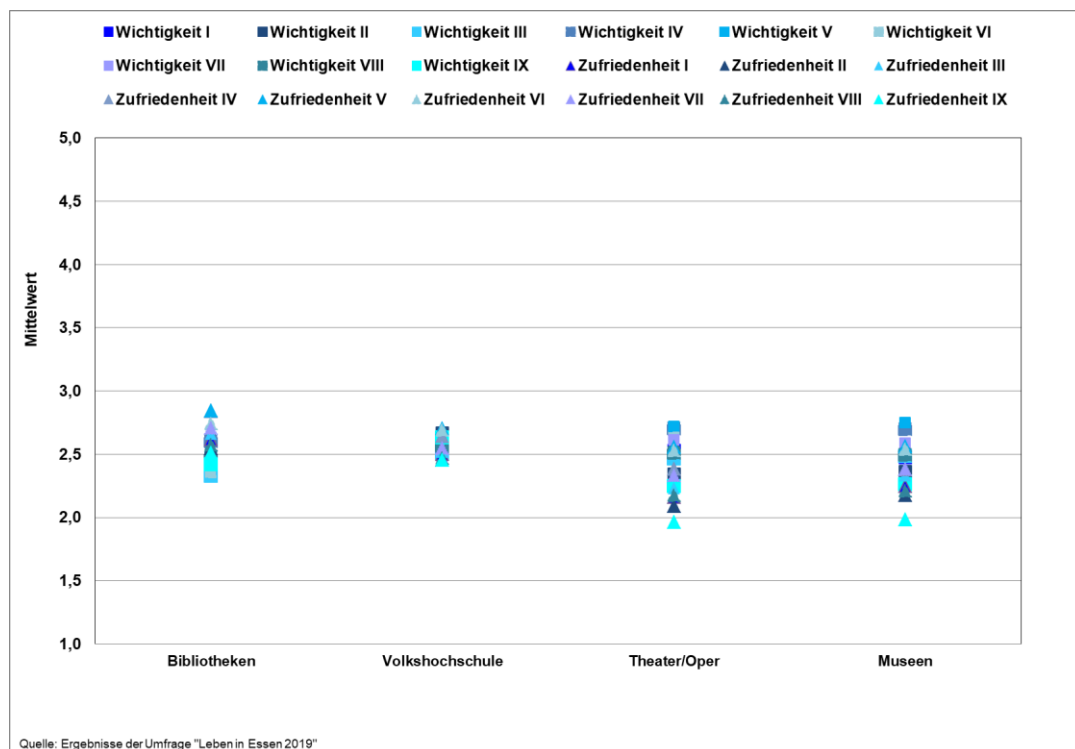 Wichtigkeit I Wichtigkeit II Wichtigkeit III Wichtigkeit IV Wichtigkeit V Wichtigkeit VI
Wichtigkeit VII Wichtigkeit VIII Wichtigkeit IX Zufriedenheit I Zufriedenheit II Zufriedenheit III
Zufriedenheit IV Zufriedenheit V Zufriedenheit VI Zufriedenheit VII Zufriedenheit VIII Zufriedenheit IX
Mittelwert
5,0
4,5
4,0
3,5
3,0
2,5
2,0
1,5
1,0
Bibliotheken Volkshochschule Theater/Oper Museen
Quelle: Ergebnisse der Umfrage "Leben in Essen 2019"